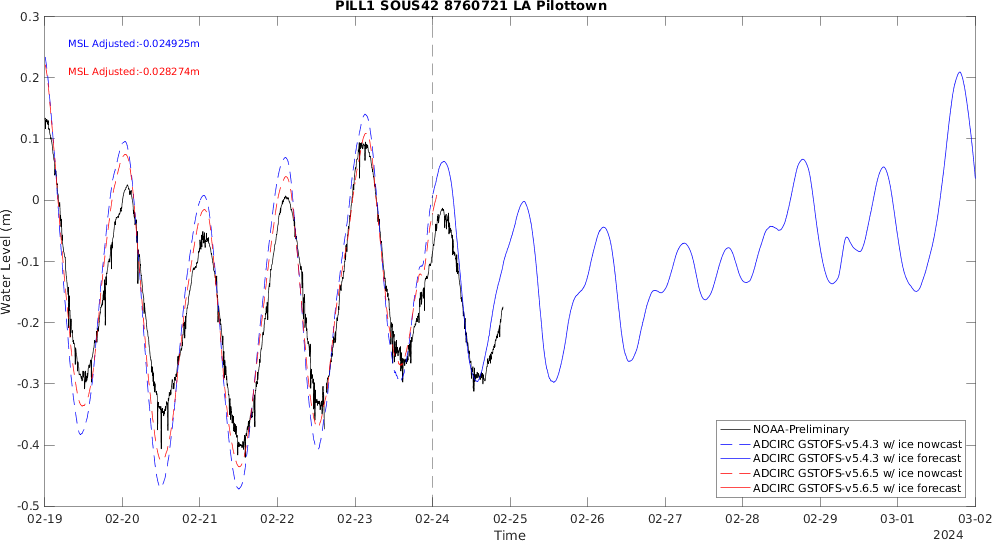 PILL1 SOUS42 8760721 LA Pilottown
MSL Adjusted:-0.024925m
MSL Adjusted:-0.028274m
Water Level (m)
0.3
0.2
0.1
0
-0.1
-0.2
-0.3
-0.4
-0.5
02-19 02-20 02-21 02-22 02-23 02-24 02-25 02-26 02-27 02-28 02-29 03-01 03-02
Time
2024
NOAA-Preliminary
ADCIRC GSTOFS-v5.4.3 w/ ice nowcast
ADCIRC GSTOFS-v5.4.3 w/ ice forecast
ADCIRC GSTOFS-v5.6.5 w/ ice nowcast
ADCIRC GSTOFS-v5.6.5 w/ ice forecast